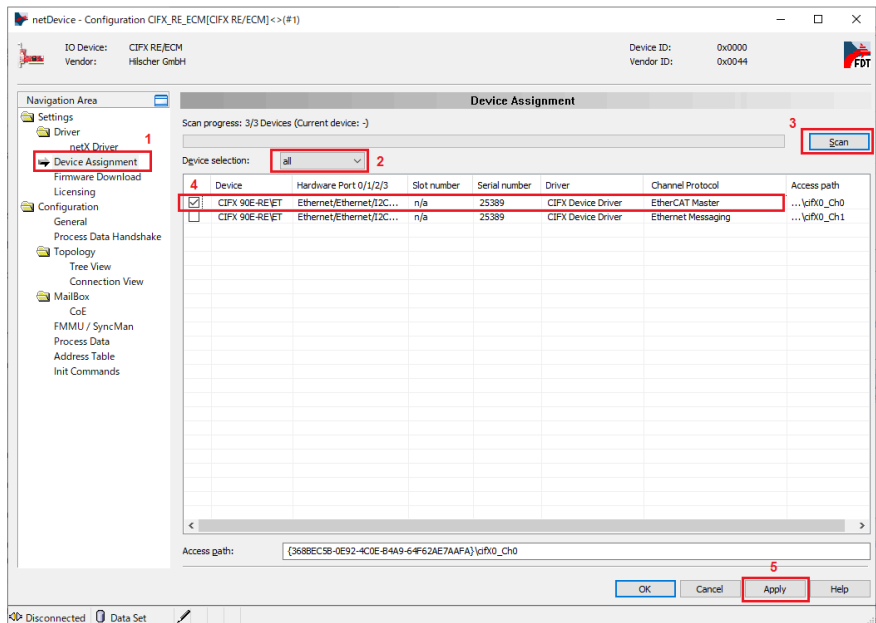 netDevice - Configuration CIFX_RE_ECM[CIFX RE/ECM]<>(#1)
IO Device: CIFX RE/ECM Device ID: 0x0000
Vendor: Hilscher GmbH Vendor ID: 0x0044
FDT
Navigation Area
Settings
Driver
netX Driver
1
Device Assignment
Firmware Download
Licensing
Configuration
General
Process Data Handshake
Topology
Tree View
Connection View
MailBox
CoE
FMMU / SyncMan
Process Data
Address Table
Init Commands
Device Assignment
Scan progress: 3/3 Devices (Current device: -)
3
Scan
Device selection: all 2
4 Device Hardware Port 0/1/2/3 Slot number Serial number Driver Channel Protocol Access path
CIFX 90E-RE\ET Ethernet/Ethernet/I2C... n/a 25389 CIFX Device Driver EtherCAT Master ...\cifX0_Ch0
CIFX 90E-RE\ET Ethernet/Ethernet/I2C... n/a 25389 CIFX Device Driver Ethernet Messaging ...\cifX0_Ch1
Access path: {368BEC5B-0E92-4C0E-B4A9-64F62AE7AAFA}\cifX0_Ch0
5
OK Cancel Apply Help
Disconnected Data Set